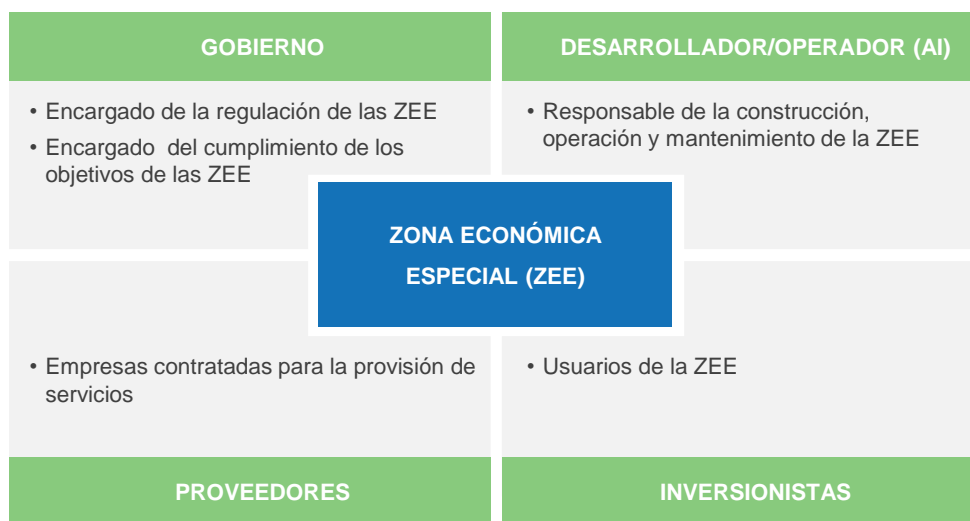 GOBIERNO
• Encargado de la regulación de las ZEE
• Encargado del cumplimiento de los
objetivos de las ZEE
DESARROLLADOR/OPERADOR (AI)
• Responsable de la construcción,
operación y mantenimiento de la ZEE
ZONA ECONÓMICA
ESPECIAL (ZEE)
• Empresas contratadas para la provisión de
servicios
PROVEEDORES
• Usuarios de la ZEE
INVERSIONISTAS